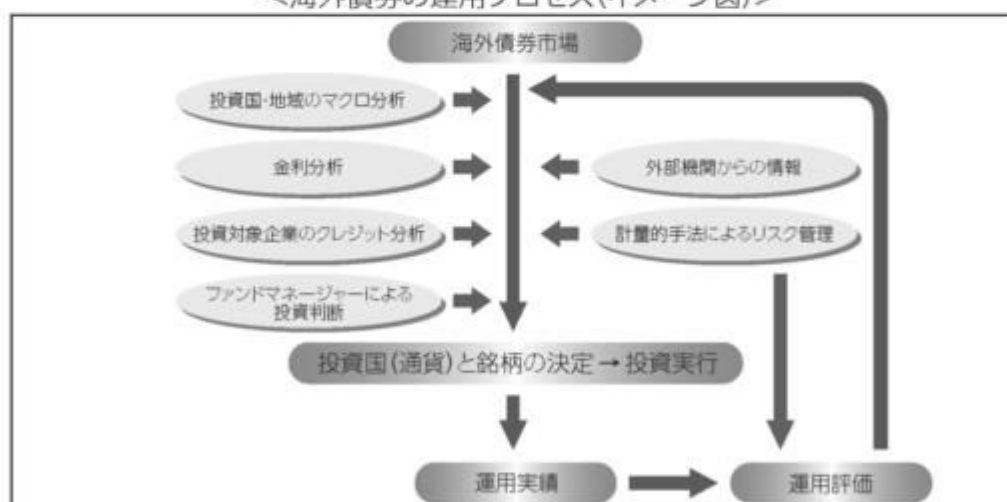 <海外債券の運用プロセス(イメージ図)>
海外債券市場
投資国・地域のマクロ分析
金利分析
外部機関からの情報
投資対象企業のクレジット分析
計量的手法によるリスク管理
ファンドマネージャーによる
投資判断
投資国(通貨)と銘柄の決定→投資実行
運用実績
運用評価